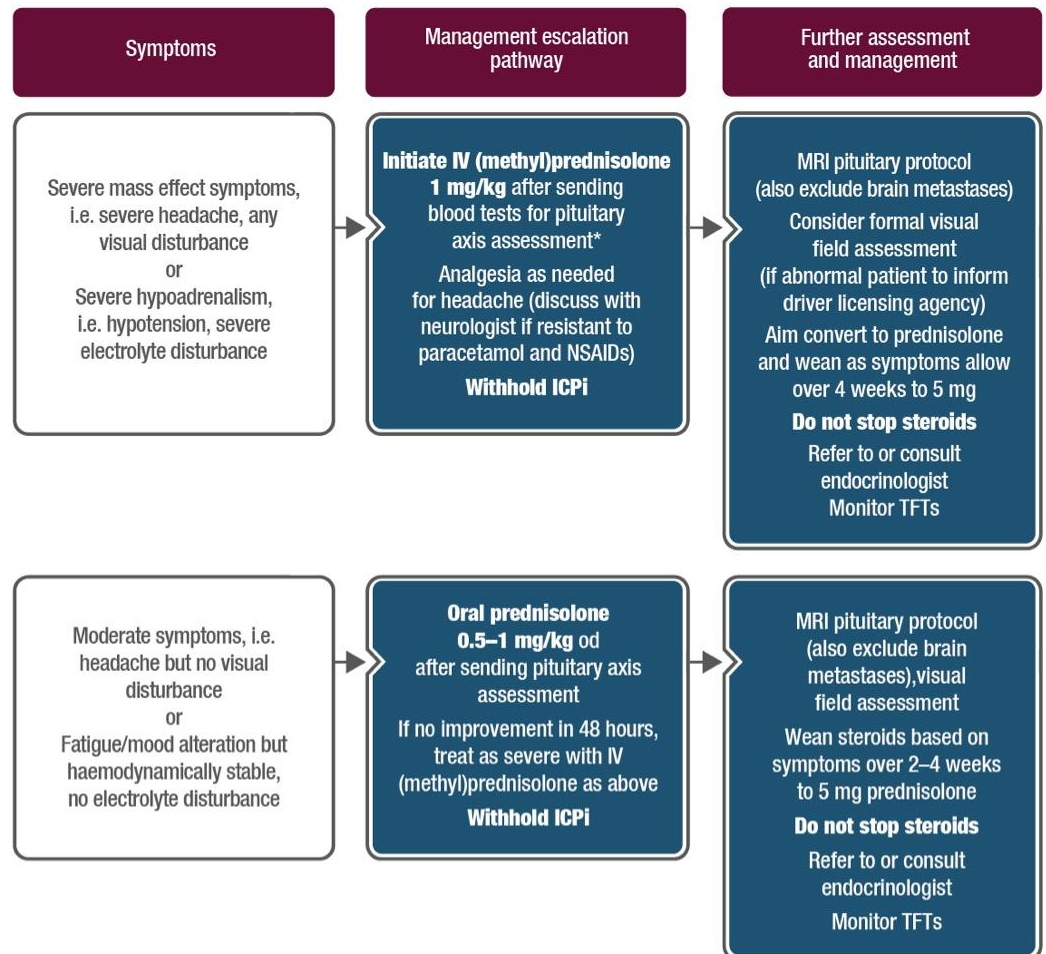 Symptoms
Management escalation
pathway
Further assessment
and management
Severe mass effect symptoms,
i.e. severe headache, any
visual disturbance
or
Severe hypoadrenalism,
i.e. hypotension, severe
electrolyte disturbance
Initiate IV (methyl)prednisolone
1 mg/kg after sending
blood tests for pituitary
axis assessment*
Analgesia as needed
for headache (discuss with
neurologist if resistant to
paracetamol and NSAIDs)
Withhold ICPi
MRI pituitary protocol
(also exclude brain metastases)
Consider formal visual
field assessment
(if abnormal patient to inform
driver licensing agency)
Aim convert to prednisolone
and wean as symptoms allow
over 4 weeks to 5 mg
Do not stop steroids
Refer to or consult
endocrinologist
Monitor TFTs
Moderate symptoms, i.e.
headache but no visual
disturbance
or
Fatigue/mood alteration but
haemodynamically stable,
no electrolyte disturbance
Oral prednisolone
0.5–1 mg/kg od
after sending pituitary axis
assessment
If no improvement in 48 hours,
treat as severe with IV
(methyl)prednisolone as above
Withhold ICPi
MRI pituitary protocol
(also exclude brain
metastases),visual
field assessment
Wean steroids based on
symptoms over 2–4 weeks
to 5 mg prednisolone
Do not stop steroids
Refer to or consult
endocrinologist
Monitor TFTs